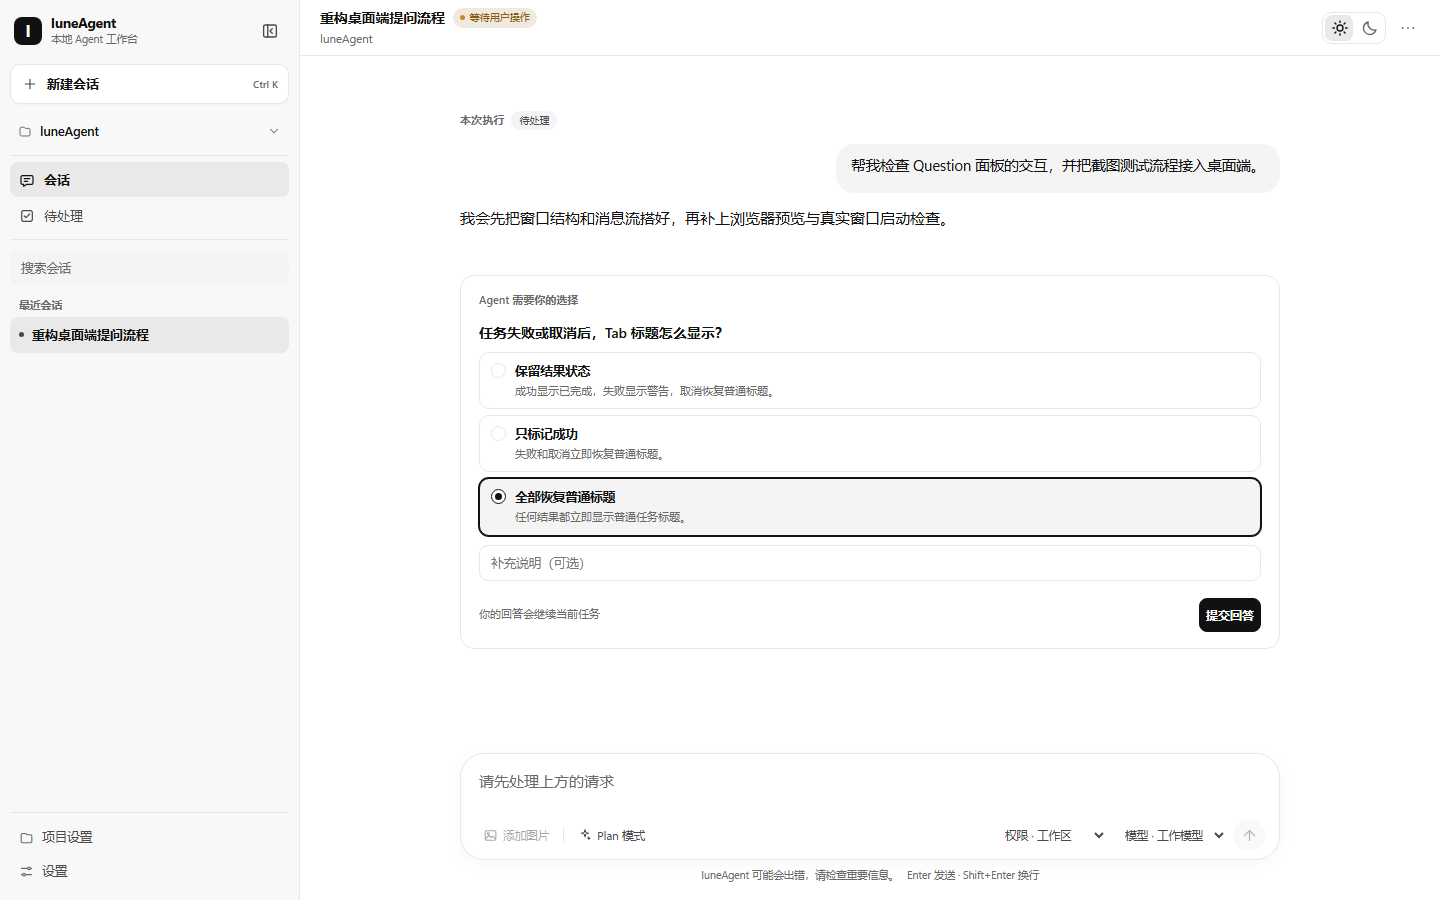 I
luneAgent
本地 Agent 工作台
新建会话
Ctrl K
luneAgent
会话
待处理
搜索会话
最近会话
重构桌面端提问流程
项目设置
设置
重构桌面端提问流程
等待用户操作
luneAgent
本次执行
待处理
帮我检查 Question 面板的交互，并把截图测试流程接入桌面端。
我会先把窗口结构和消息流搭好，再补上浏览器预览与真实窗口启动检查。
Agent 需要你的选择
任务失败或取消后，Tab 标题怎么显示？
保留结果状态
成功显示已完成，失败显示警告，取消恢复普通标题。
只标记成功
失败和取消立即恢复普通标题。
全部恢复普通标题
任何结果都立即显示普通任务标题。
补充说明（可选）
你的回答会继续当前任务
提交回答
请先处理上方的请求
添加图片
Plan 模式
权限 · 工作区
模型 · 工作模型
luneAgent 可能会出错，请检查重要信息。 Enter 发送 · Shift+Enter 换行